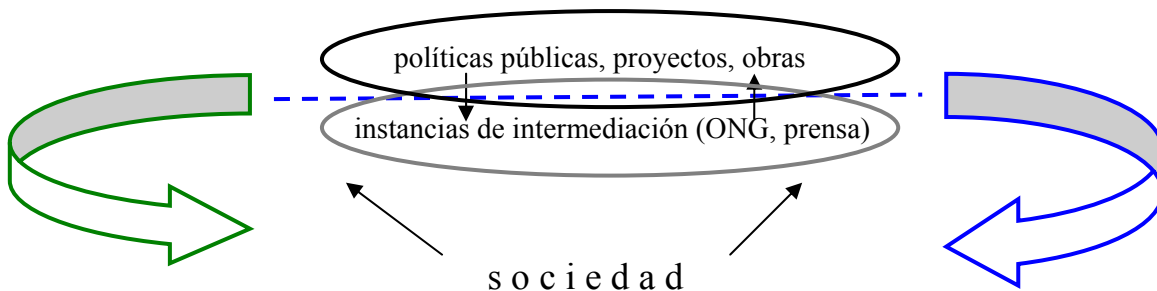 políticas públicas, proyectos, obras
instancias de intermediación (ONG, prensa)
s o c i e d a d